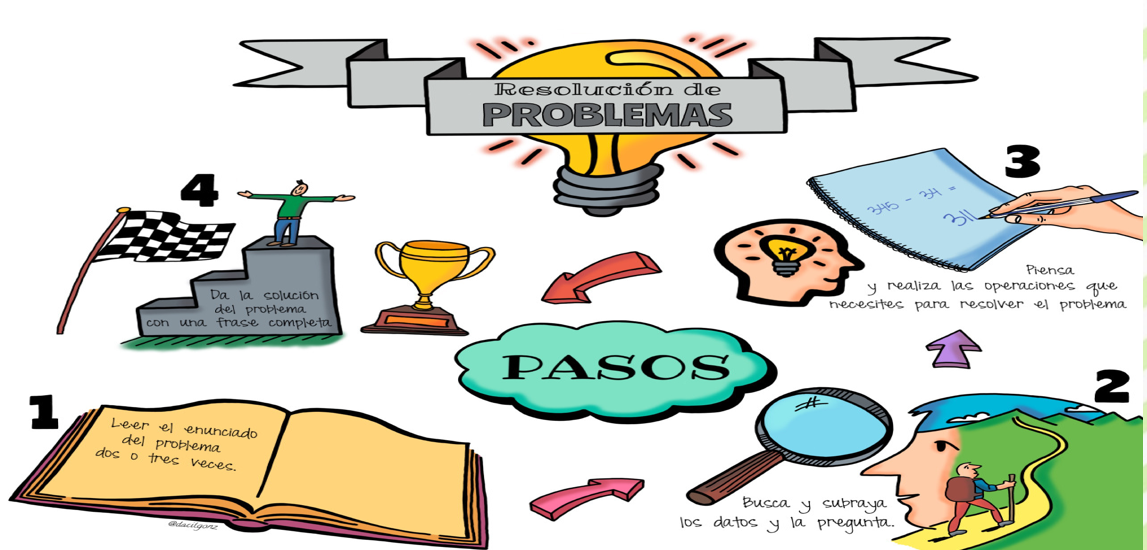 Resolución de
PROBLEMAS
PASOS
1
Leer el enunciado
del problema
dos o tres veces.
@dacilgonz
2
Busca y subraya
los datos y la pregunta.
3
345 - 34 =
311
Piensa
y realiza las operaciones que
necesites para resolver el problema
4
Da la solución
del problema
con una frase completa